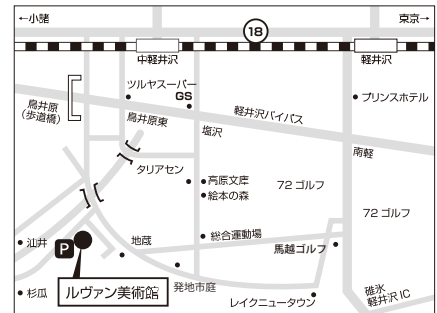 ←小諸
東京→
18
中軽井沢
軽井沢
ツルヤスーパー
GS
プリンスホテル
鳥井原
(歩道橋)
鳥井原東
軽井沢バイパス
塩沢
南軽
タリアセン
高原文庫
絵本の森
72ゴルフ
72ゴルフ
汕井
P
地蔵
総合運動場
馬越ゴルフ
杉瓜
ルヴァン美術館
発地市庭
レイクニュータウン
碓氷
軽井沢IC